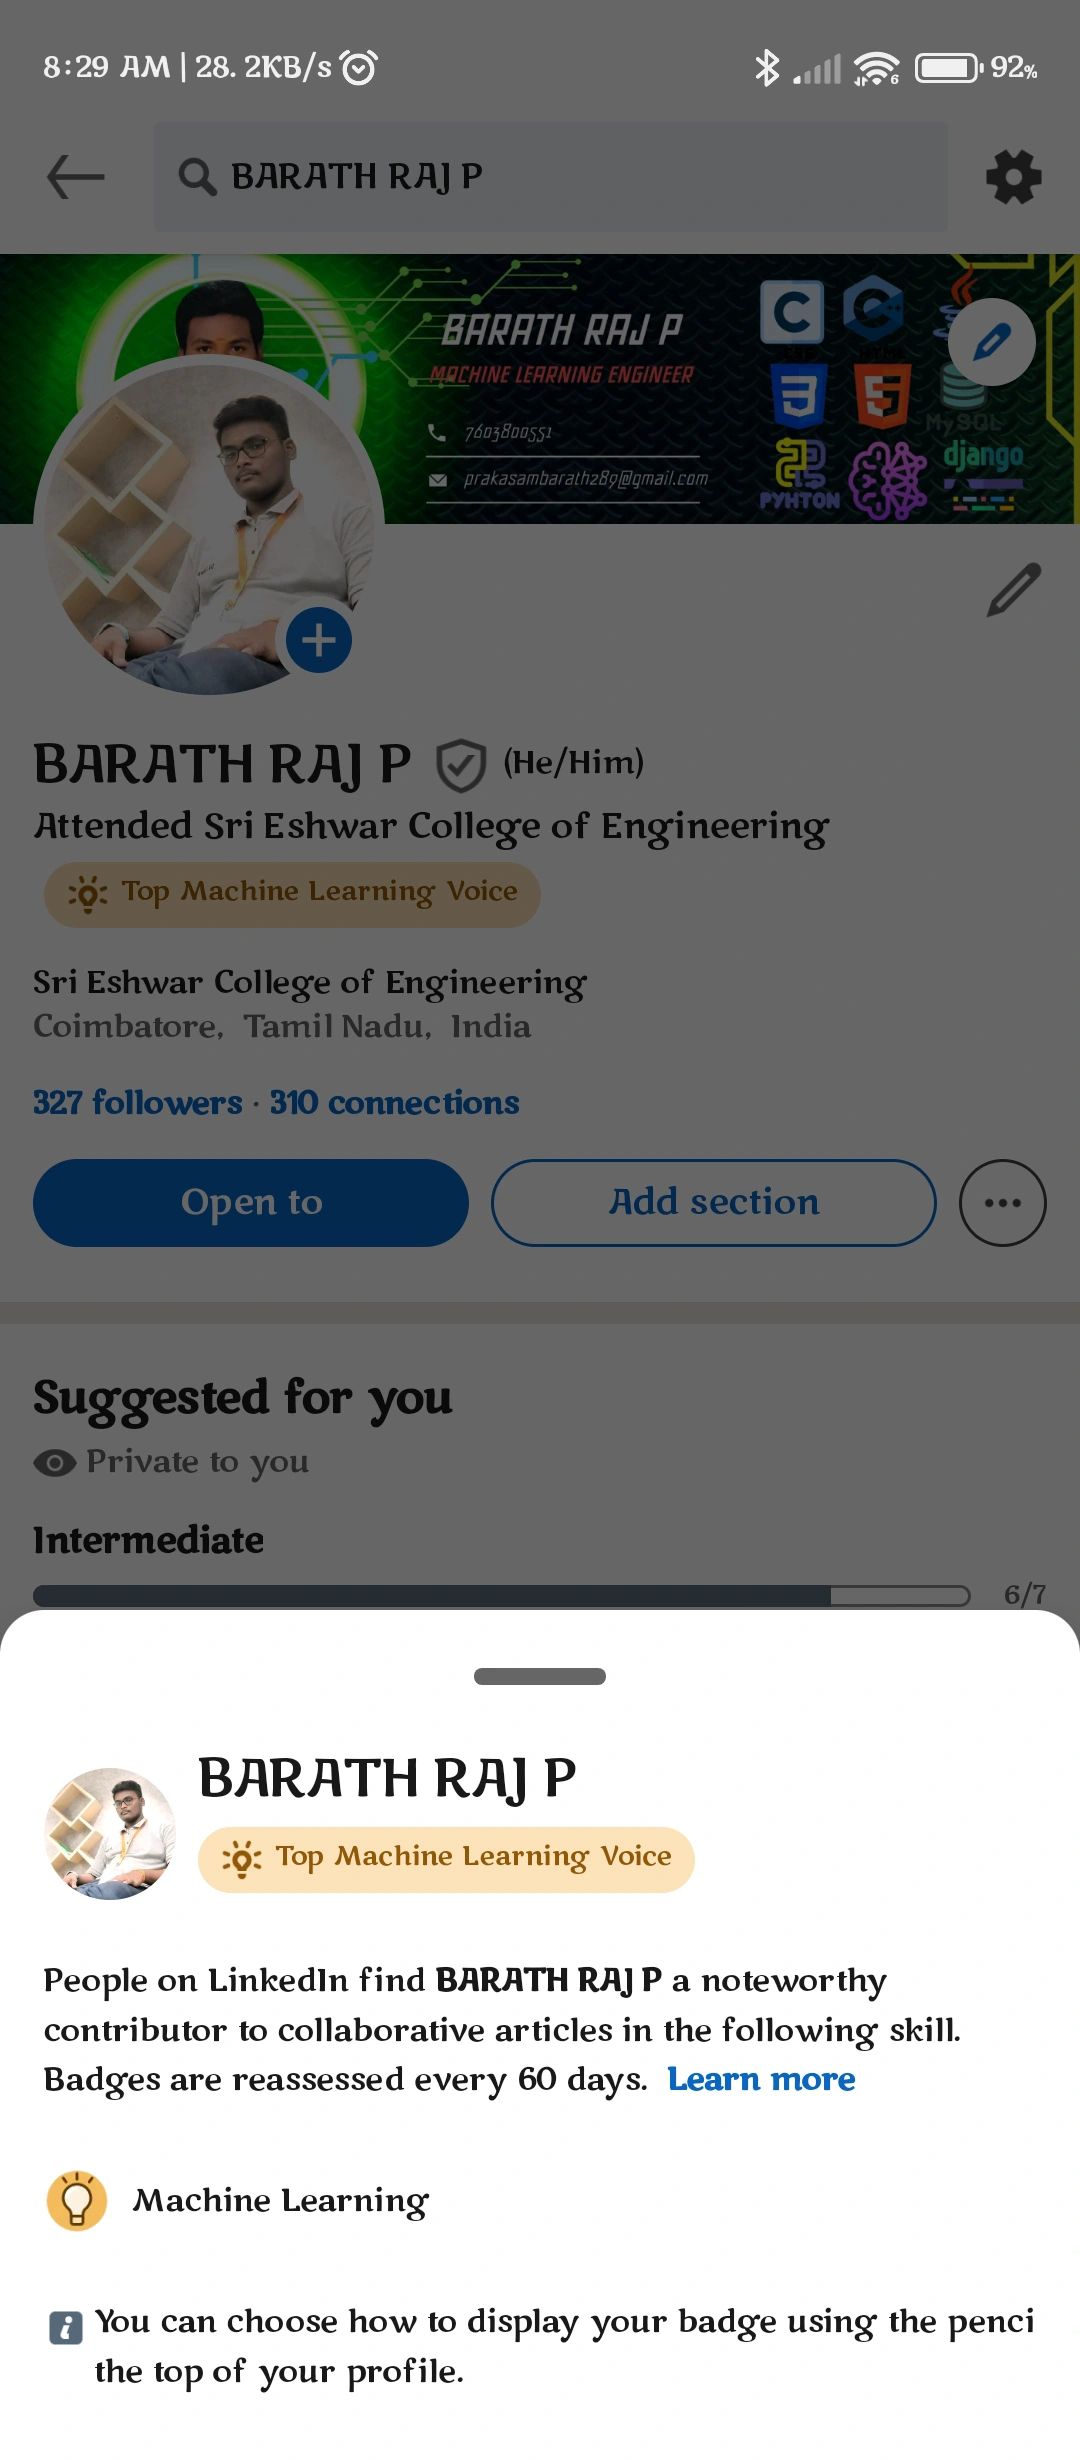 8:29 AM | 28.2KB/s
6
92%
BARATH RAJ P
BARATH RAJ P
MACHINE LEARNING ENGINEER
7603800551
prakasambarath289@gmail.com
C
C++
3
5
MySQL
django
PYHTON
BARATH RAJ P (He/Him)
Attended Sri Eshwar College of Engineering
Top Machine Learning Voice
Sri Eshwar College of Engineering
Coimbatore, Tamil Nadu, India
327 followers · 310 connections
Open to
Add section
Suggested for you
Private to you
Intermediate
6/7
BARATH RAJ P
Top Machine Learning Voice
People on LinkedIn find BARATH RAJ P a noteworthy
contributor to collaborative articles in the following skill.
Badges are reassessed every 60 days. Learn more
Machine Learning
You can choose how to display your badge using the penci
the top of your profile.